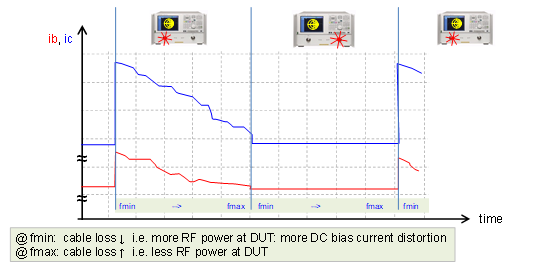 ib, ic
fmin --> fmax fmin --> fmax fmin
time
@fmin: cable loss↓ i.e. more RF power at DUT: more DC bias current distortion
@fmax: cable loss↑ i.e. less RF power at DUT